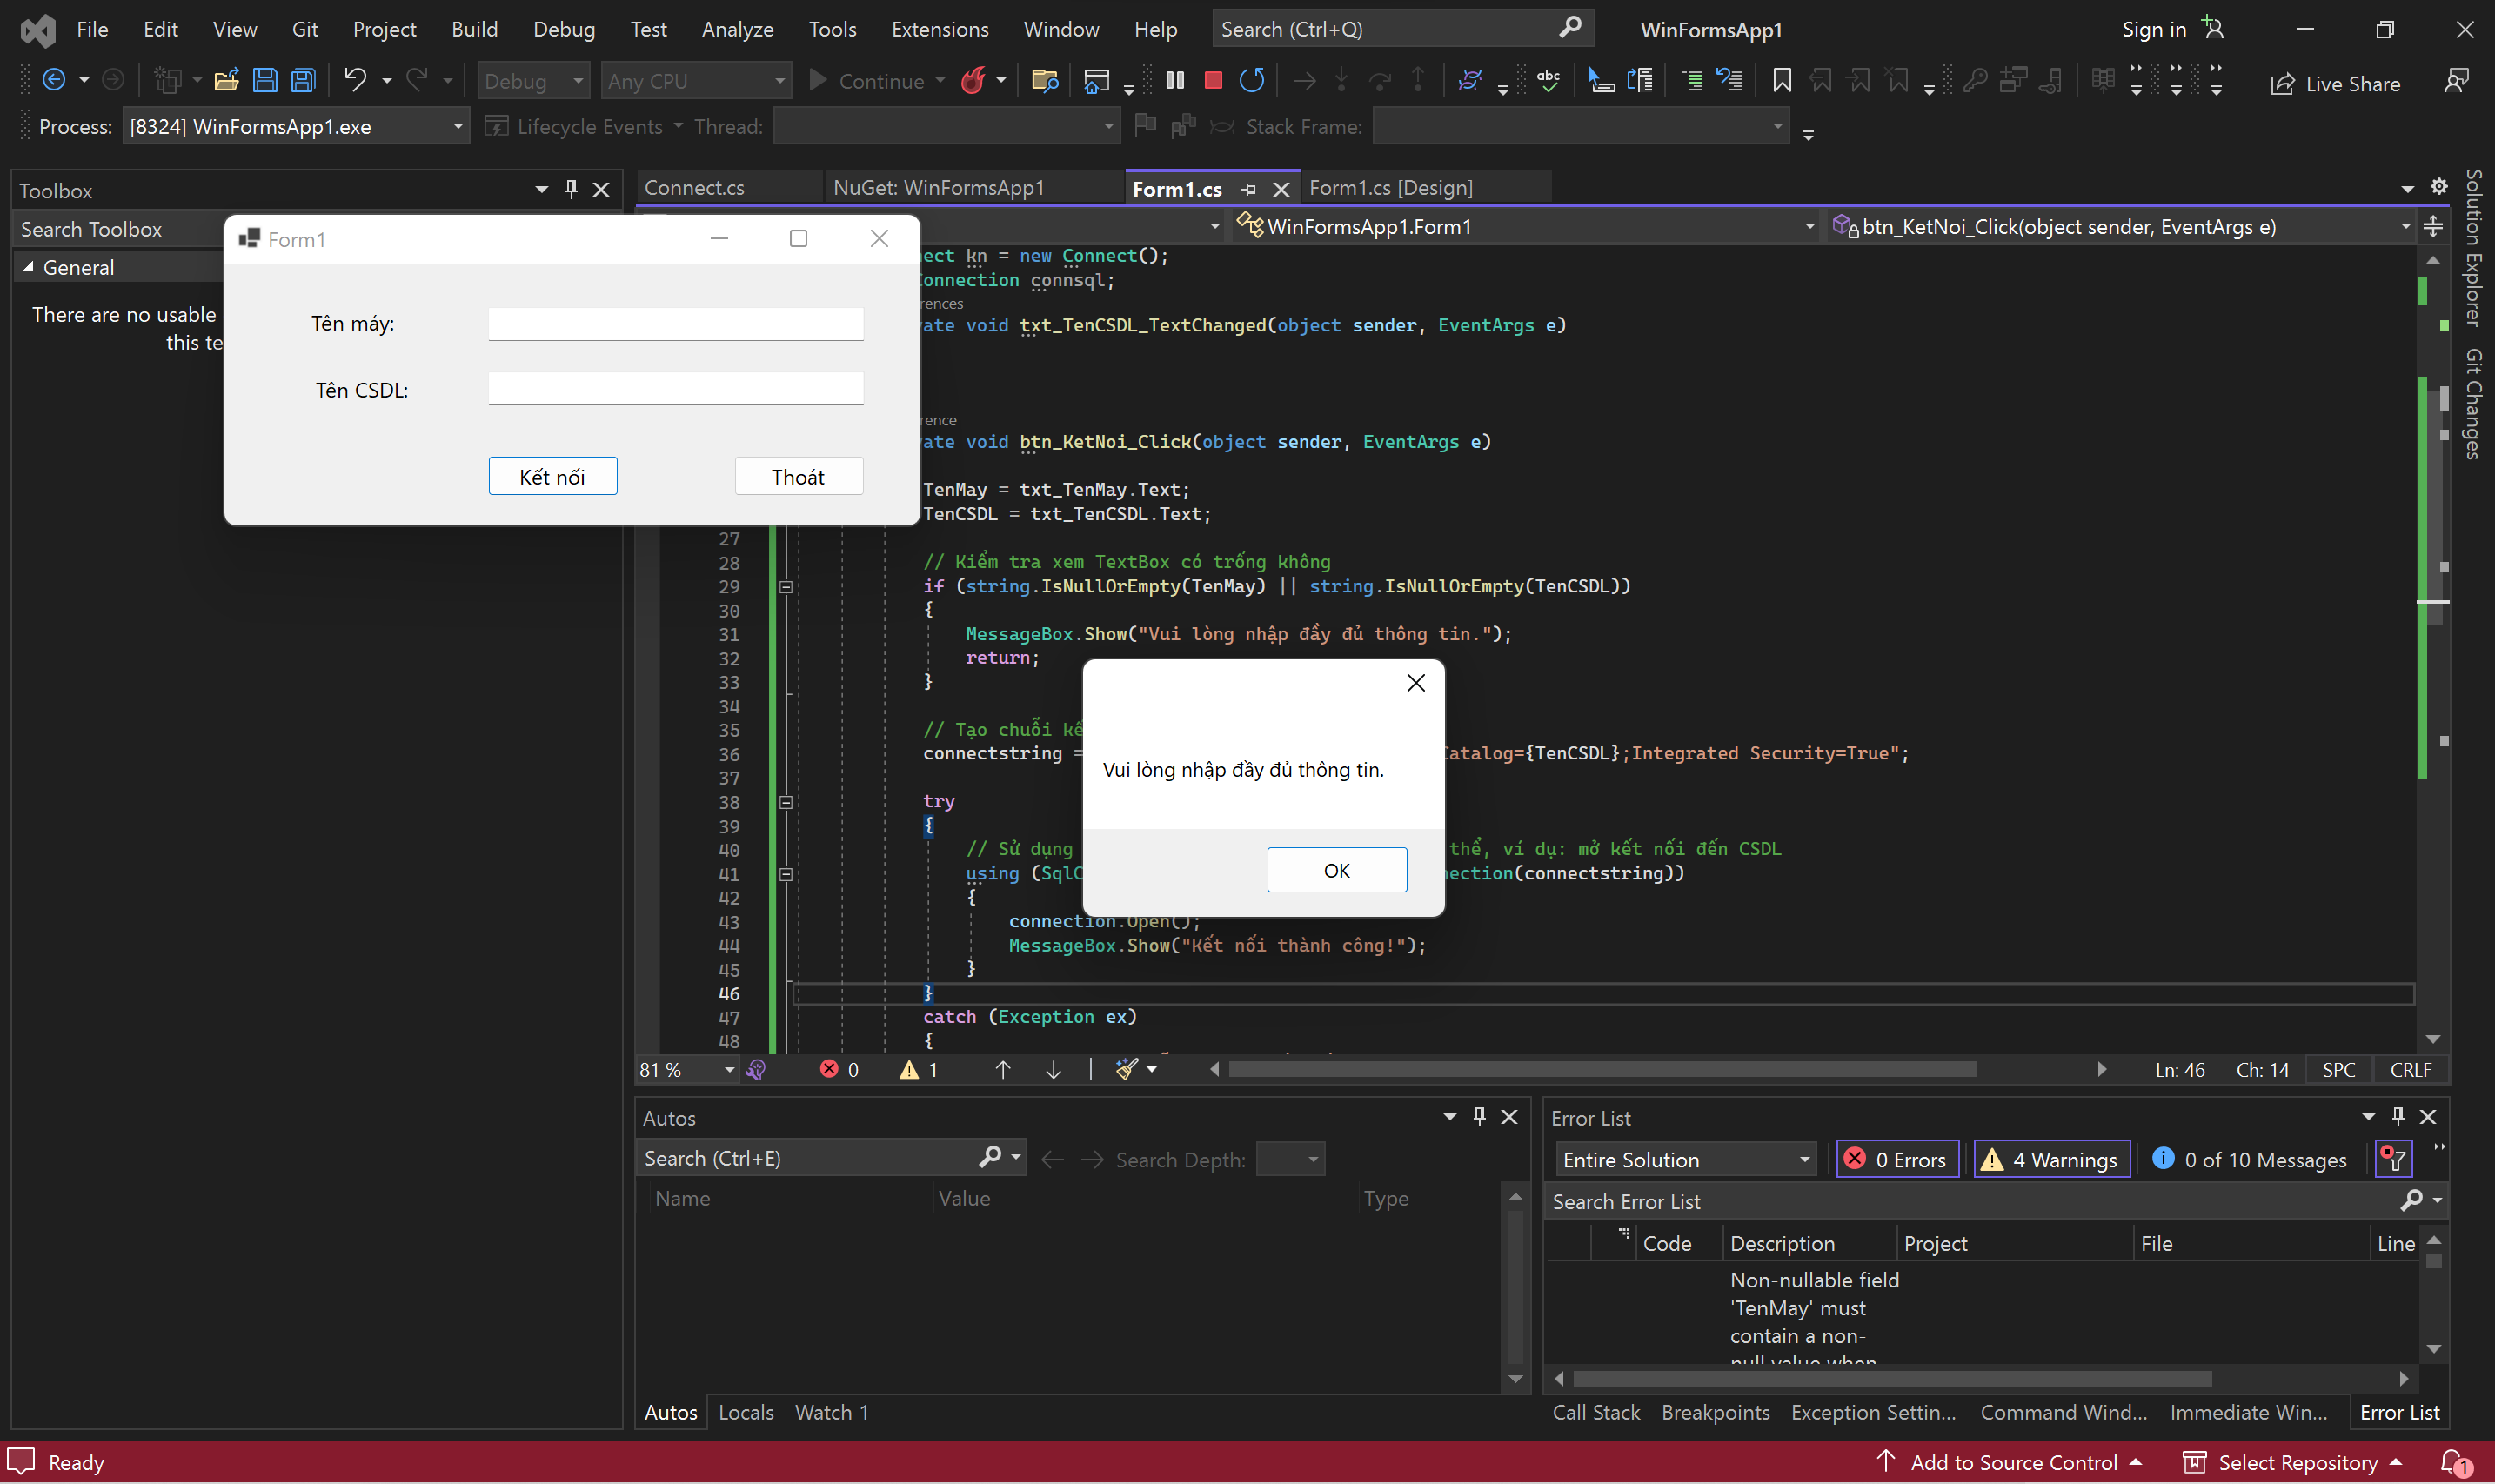 File Edit View Git Project Build Debug Test Analyze Tools Extensions Window Help Search (Ctrl+Q) WinFormsApp1 Sign in
Debug Any CPU Continue abc Live Share
Process: [8324] WinFormsApp1.exe Lifecycle Events Thread: Stack Frame:
Toolbox
Search Toolbox
General
There are no usable
this te
Connect.cs NuGet: WinFormsApp1 Form1.cs Form1.cs [Design]
WinFormsApp1.Form1 btn_KetNoi_Click(object sender, EventArgs e)
Solution Explorer
Git Changes
Form1
Tên máy:
Tên CSDL:
Kết nối Thoát
ect kn = new Connect();
onnection connsql;
rences
ate void txt_TenCSDL_TextChanged(object sender, EventArgs e)
rence
ate void btn_KetNoi_Click(object sender, EventArgs e)
TenMay = txt_TenMay.Text;
TenCSDL = txt_TenCSDL.Text;
27
28 // Kiểm tra xem TextBox có trống không
29 if (string.IsNullOrEmpty(TenMay) || string.IsNullOrEmpty(TenCSDL))
30 {
31 MessageBox.Show("Vui lòng nhập đầy đủ thông tin.");
32 return;
33 }
34
35 // Tạo chuỗi kế
36 connectstring = Catalog={TenCSDL};Integrated Security=True";
37
38 try
39 {
40 // Sử dụng thể, ví dụ: mở kết nối đến CSDL
41 using (SqlC nection(connectstring))
42 {
43 connection.Open();
44 MessageBox.Show("Kết nối thành công!");
45 }
46 }
47 catch (Exception ex)
48 {
Vui lòng nhập đầy đủ thông tin.
OK
81 % 0 1 Ln: 46 Ch: 14 SPC CRLF
Autos
Search (Ctrl+E) Search Depth:
Name Value Type
Autos Locals Watch 1
Error List
Entire Solution 0 Errors 4 Warnings 0 of 10 Messages
Search Error List
Code Description Project File Line
Non-nullable field
'TenMay' must
contain a non-
null value when
Call Stack Breakpoints Exception Settin... Command Wind... Immediate Win... Error List
Ready Add to Source Control Select Repository 1